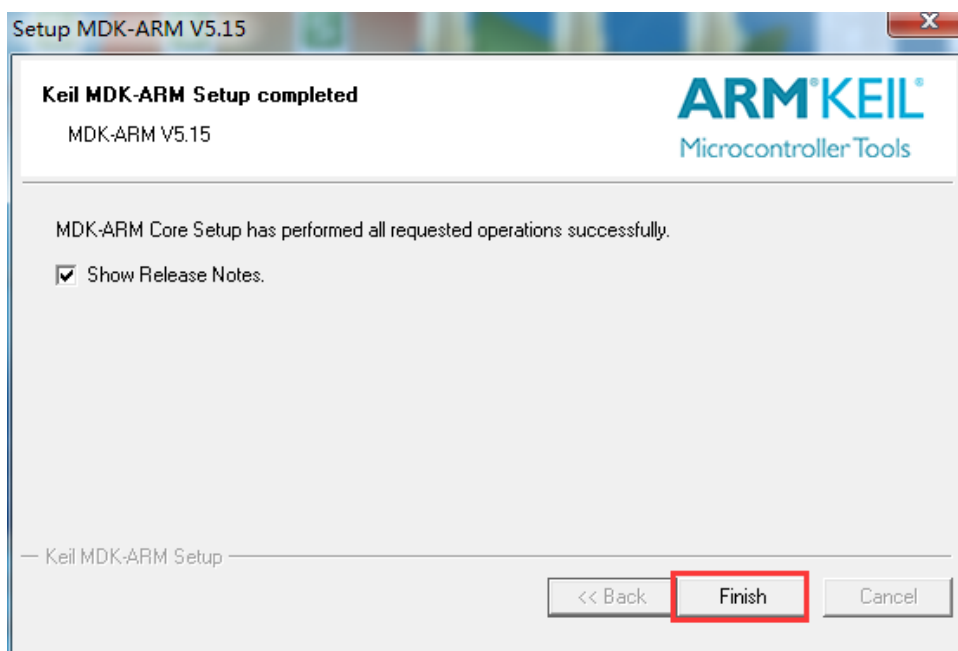 Setup MDK-ARM V5.15
Keil MDK-ARM Setup completed
MDK-ARM V5.15
ARM®KEIL®
Microcontroller Tools
MDK-ARM Core Setup has performed all requested operations successfully.
Show Release Notes.
Keil MDK-ARM Setup
<< Back Finish Cancel